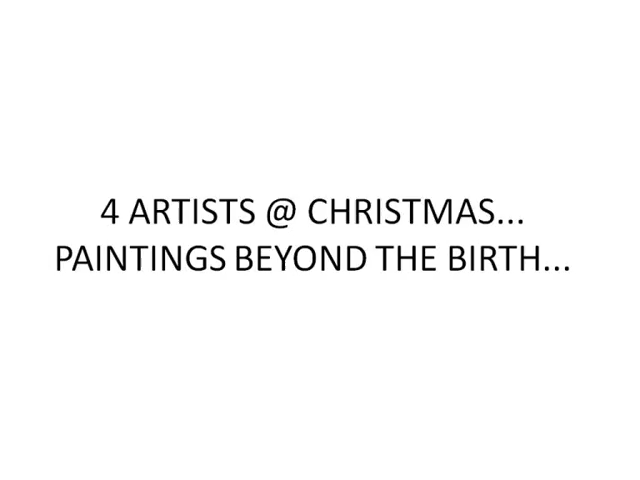 4 ARTISTS @ CHRISTMAS...
PAINTINGS BEYOND THE BIRTH...